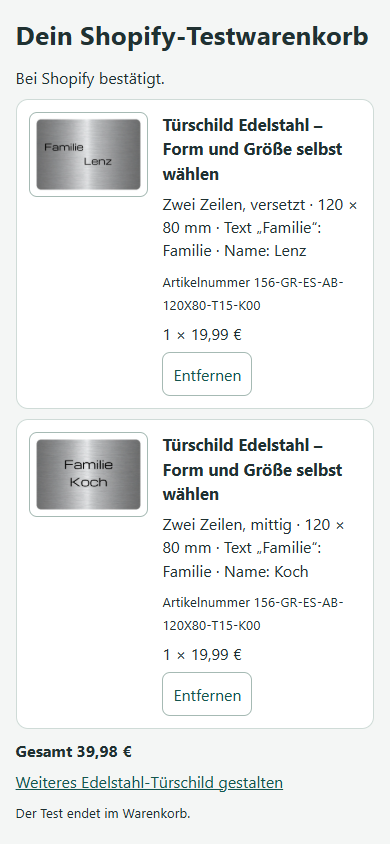 Dein Shopify-Testwarenkorb
Bei Shopify bestätigt.
Familie
Lenz
Türschild Edelstahl –
Form und Größe selbst
wählen
Zwei Zeilen, versetzt · 120 ×
80 mm · Text „Familie“:
Familie · Name: Lenz
Artikelnummer 156-GR-ES-AB-
120X80-T15-K00
1 × 19,99 €
Entfernen
Familie
Koch
Türschild Edelstahl –
Form und Größe selbst
wählen
Zwei Zeilen, mittig · 120 ×
80 mm · Text „Familie“:
Familie · Name: Koch
Artikelnummer 156-GR-ES-AB-
120X80-T15-K00
1 × 19,99 €
Entfernen
Gesamt 39,98 €
Weiteres Edelstahl-Türschild gestalten
Der Test endet im Warenkorb.